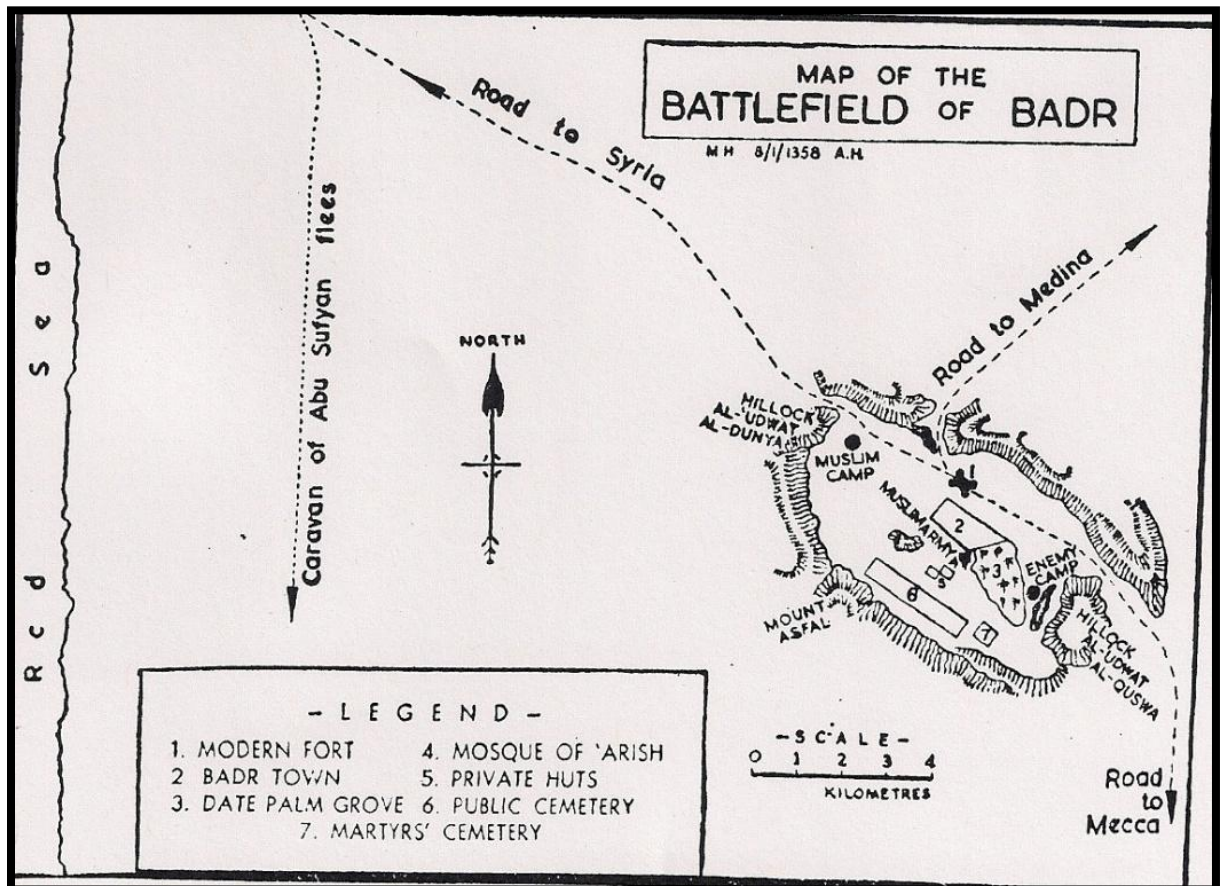 MAP OF THE
BATTLEFIELD OF BADR
M H 8/1/1358 A.H.
Road to Syria
Road to Medina
Caravan of Abu Sufyan flees
Red Sea
NORTH
HILLOCK
AL-'UDWAT
AL-DUNYA
MUSLIM
CAMP
1
MUSLIM ARMY
2
3
ENEMY
CAMP
4
5
6
7
MOUNT
ASFAL
HILLOCK
AL-UDWAT
AL-QUSWA
- LEGEND -
1. MODERN FORT
2 BADR TOWN
3. DATE PALM GROVE
4. MOSQUE OF 'ARISH
5. PRIVATE HUTS
6. PUBLIC CEMETERY
7. MARTYRS' CEMETERY
- SCALE -
0 1 2 3 4
KILOMETRES
Road
to
Mecca